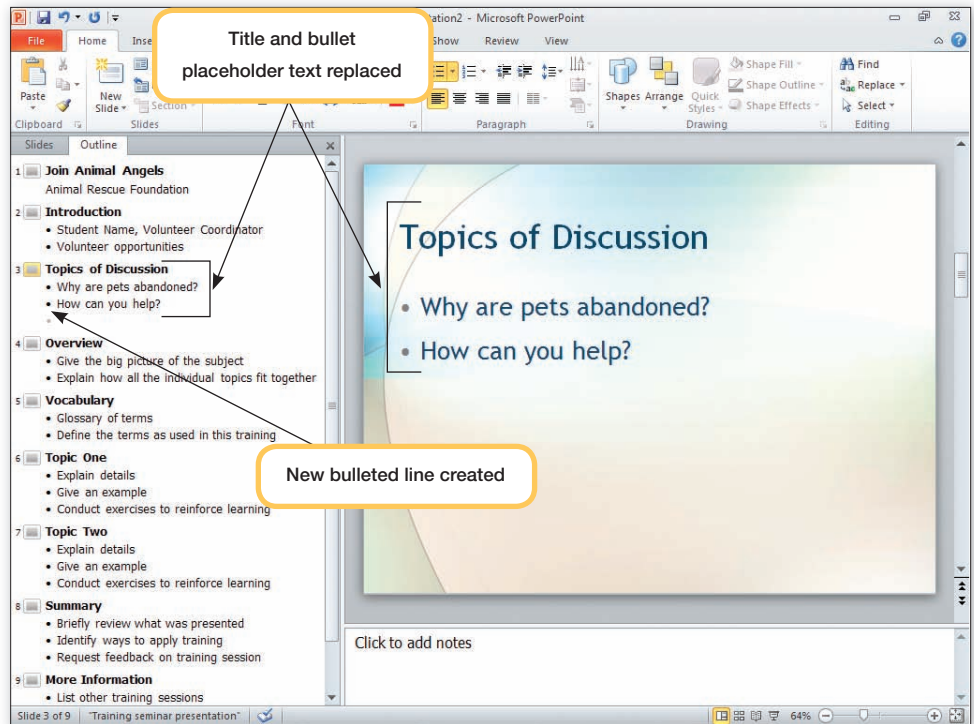 tation2 - Microsoft PowerPoint
File Home Inse Show Review View
Title and bullet
placeholder text replaced
Paste
New
Slide
Section
Shapes Arrange Quick
Styles
Shape Fill
Shape Outline
Shape Effects
Find
Replace
Select
Clipboard Slides Font Paragraph Drawing Editing
Slides Outline
1 Join Animal Angels
Animal Rescue Foundation
2 Introduction
• Student Name, Volunteer Coordinator
• Volunteer opportunities
3 Topics of Discussion
• Why are pets abandoned?
• How can you help?
4 Overview
• Give the big picture of the subject
• Explain how all the individual topics fit together
5 Vocabulary
• Glossary of terms
• Define the terms as used in this training
6 Topic One
• Explain details
• Give an example
• Conduct exercises to reinforce learning
7 Topic Two
• Explain details
• Give an example
• Conduct exercises to reinforce learning
8 Summary
• Briefly review what was presented
• Identify ways to apply training
• Request feedback on training session
9 More Information
• List other training sessions
Topics of Discussion
• Why are pets abandoned?
• How can you help?
New bulleted line created
Click to add notes
Slide 3 of 9 "Training seminar presentation" 64%